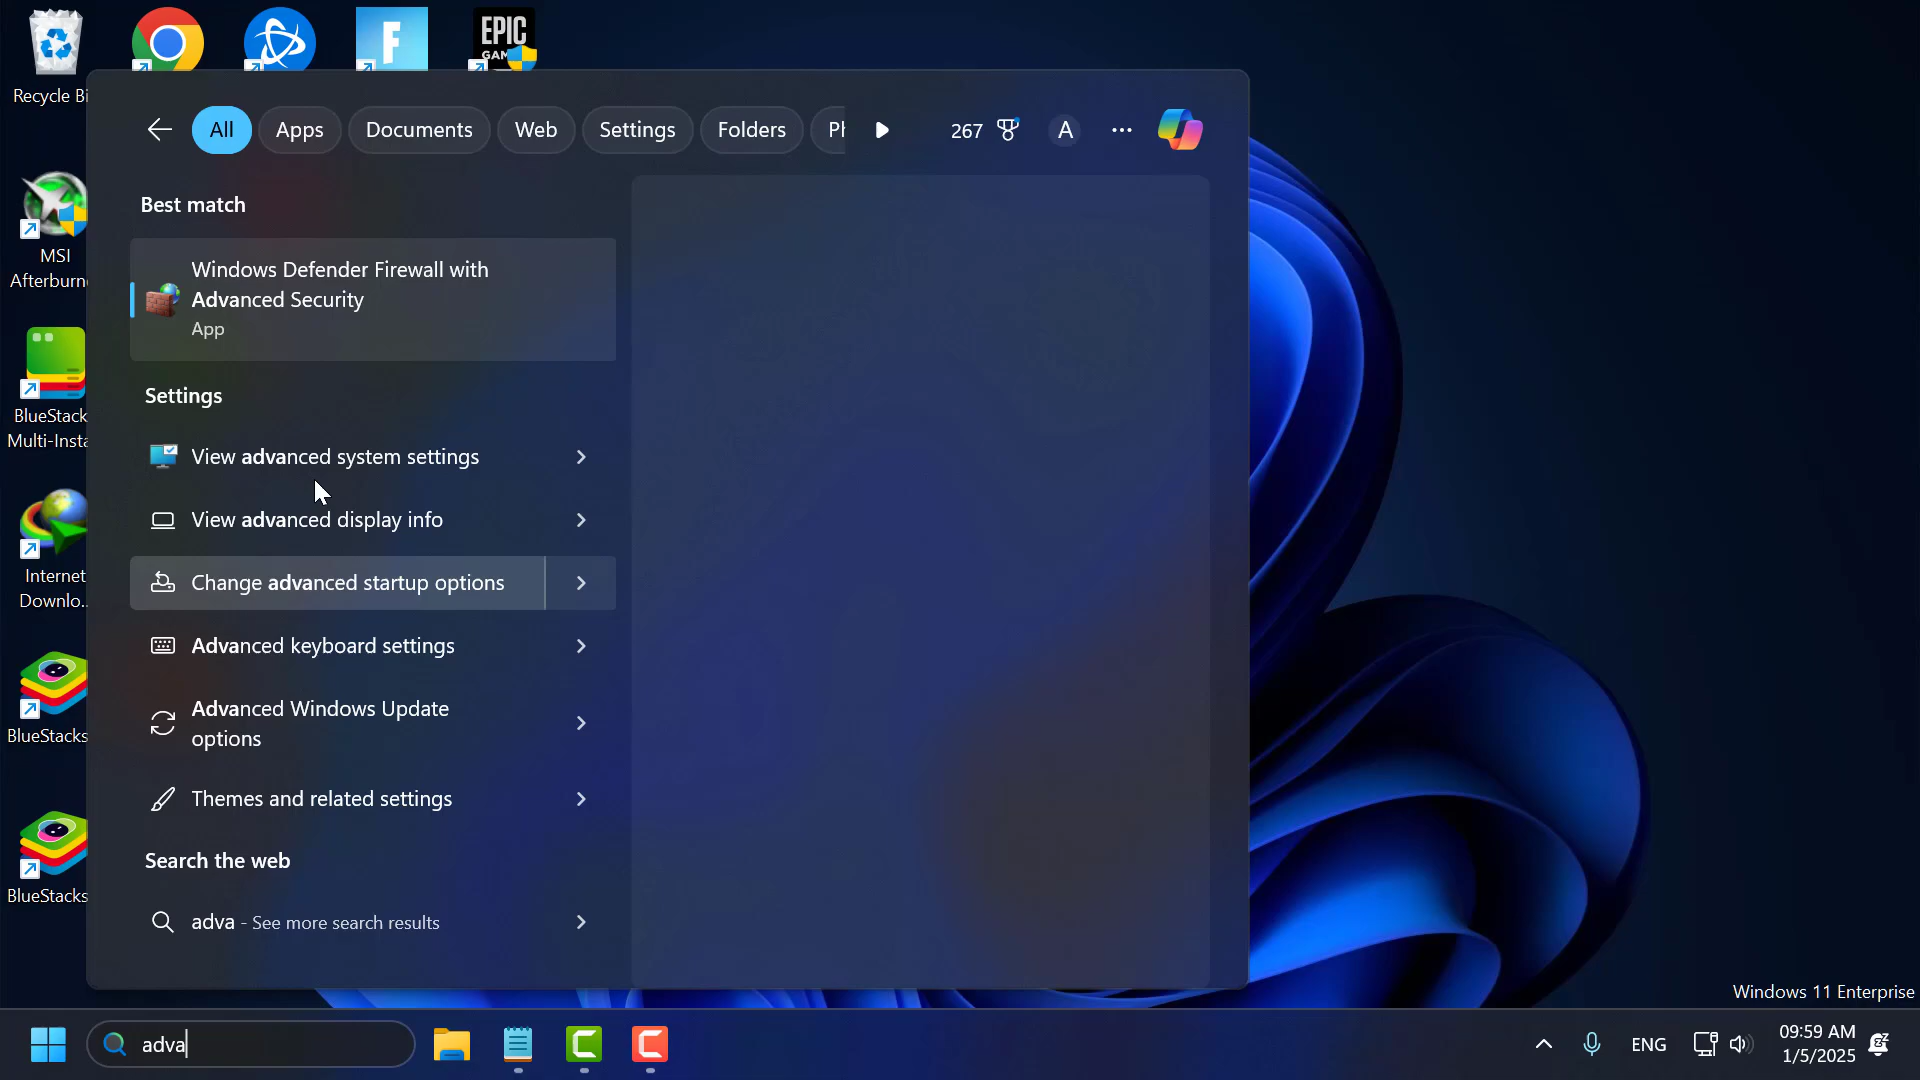 EPIC
GAM
Recycle Bi
All
Apps
Documents
Web
Settings
Folders
267
A
Best match
Windows Defender Firewall with
Advanced Security
App
MSI
Afterburn
Settings
BlueStack
Multi-Insta
View advanced system settings
View advanced display info
Change advanced startup options
Internet
Downlo..
Advanced keyboard settings
Advanced Windows Update
options
BlueStacks
Themes and related settings
Search the web
BlueStacks
adva - See more search results
Windows 11 Enterprise
adva
ENG
09:59 AM
1/5/2025